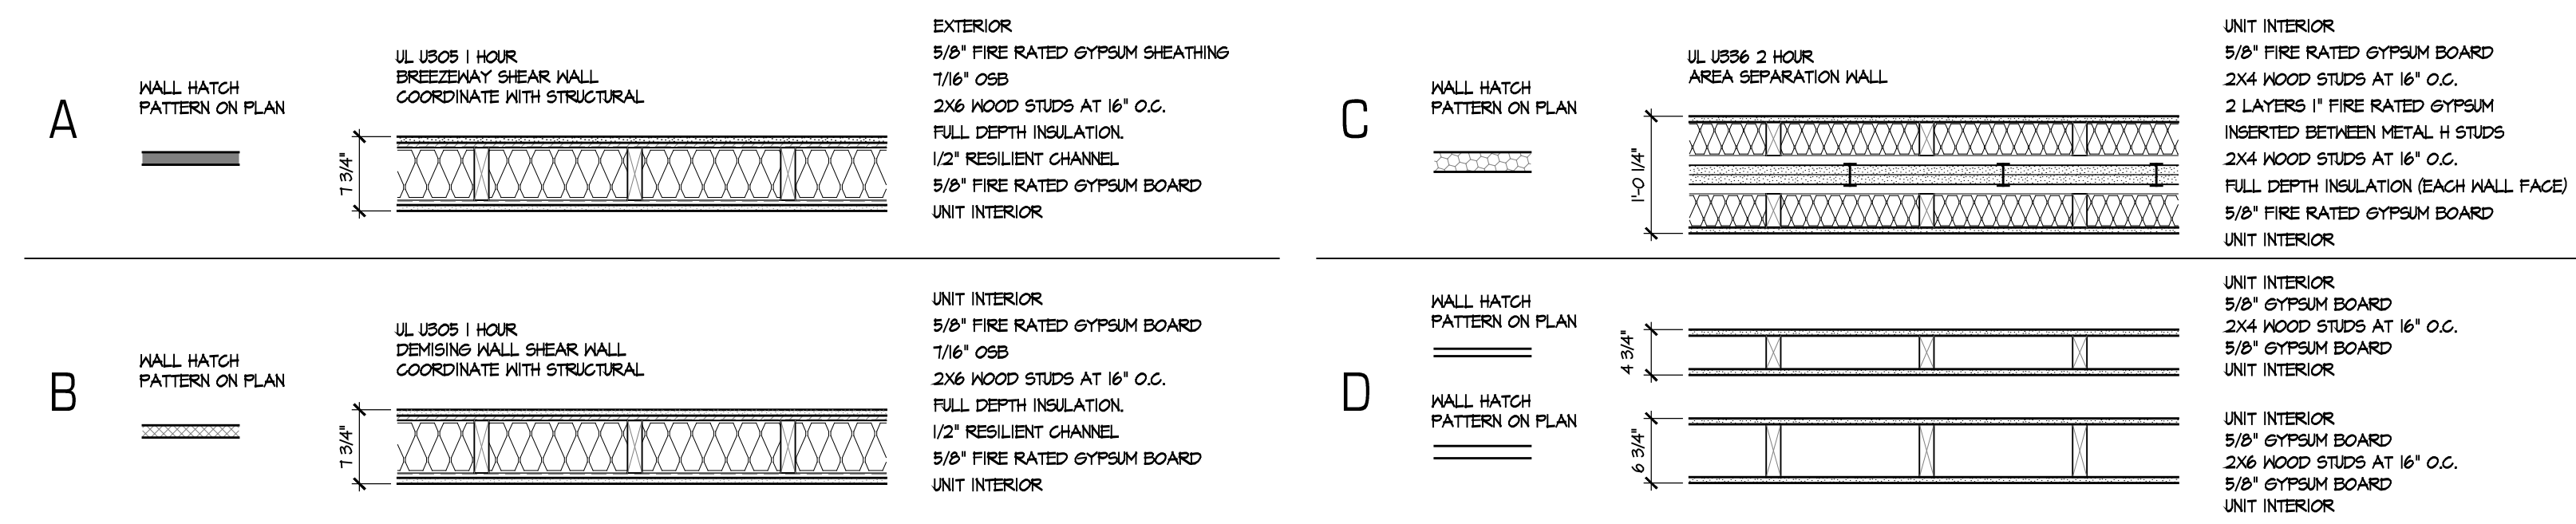 A
WALL HATCH
PATTERN ON PLAN
UL U305 1 HOUR
BREEZEWAY SHEAR WALL
COORDINATE WITH STRUCTURAL
7 3/4"
EXTERIOR
5/8" FIRE RATED GYPSUM SHEATHING
7/16" OSB
2X6 WOOD STUDS AT 16" O.C.
FULL DEPTH INSULATION.
1/2" RESILIENT CHANNEL
5/8" FIRE RATED GYPSUM BOARD
UNIT INTERIOR
B
WALL HATCH
PATTERN ON PLAN
UL U305 1 HOUR
DEMISING WALL SHEAR WALL
COORDINATE WITH STRUCTURAL
7 3/4"
UNIT INTERIOR
5/8" FIRE RATED GYPSUM BOARD
7/16" OSB
2X6 WOOD STUDS AT 16" O.C.
FULL DEPTH INSULATION.
1/2" RESILIENT CHANNEL
5/8" FIRE RATED GYPSUM BOARD
UNIT INTERIOR
C
WALL HATCH
PATTERN ON PLAN
UL U336 2 HOUR
AREA SEPARATION WALL
1'-0 1/4"
UNIT INTERIOR
5/8" FIRE RATED GYPSUM BOARD
2X4 WOOD STUDS AT 16" O.C.
2 LAYERS 1" FIRE RATED GYPSUM
INSERTED BETWEEN METAL H STUDS
2X4 WOOD STUDS AT 16" O.C.
FULL DEPTH INSULATION (EACH WALL FACE)
5/8" FIRE RATED GYPSUM BOARD
UNIT INTERIOR
D
WALL HATCH
PATTERN ON PLAN
4 3/4"
UNIT INTERIOR
5/8" GYPSUM BOARD
2X4 WOOD STUDS AT 16" O.C.
5/8" GYPSUM BOARD
UNIT INTERIOR
WALL HATCH
PATTERN ON PLAN
6 3/4"
UNIT INTERIOR
5/8" GYPSUM BOARD
2X6 WOOD STUDS AT 16" O.C.
5/8" GYPSUM BOARD
UNIT INTERIOR